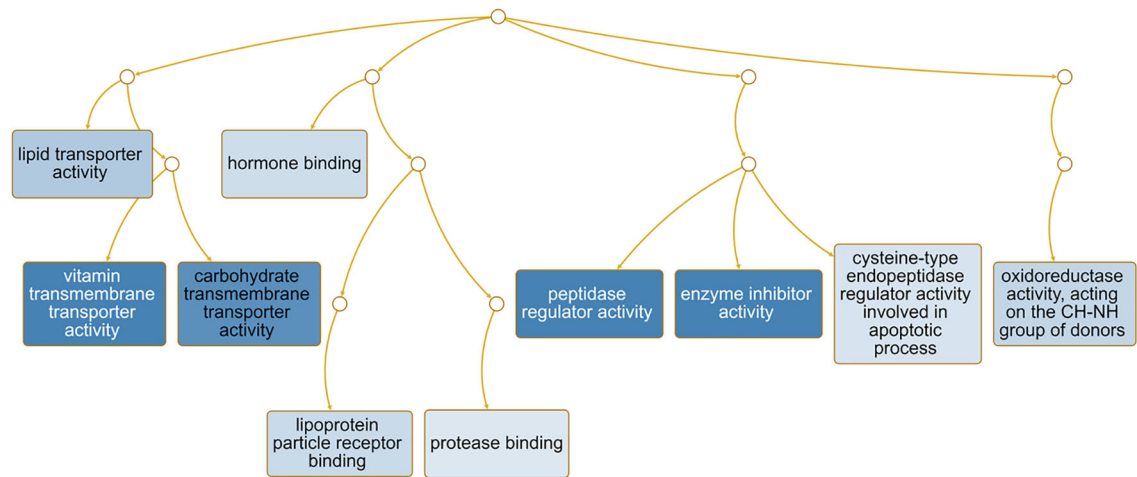 lipid transporter
activity
hormone binding
vitamin
transmembrane
transporter
activity
carbohydrate
transmembrane
transporter
activity
peptidase
regulator activity
enzyme inhibitor
activity
cysteine-type
endopeptidase
regulator activity
involved in
apoptotic
process
oxidoreductase
activity, acting
on the CH-NH
group of donors
lipoprotein
particle receptor
binding
protease binding